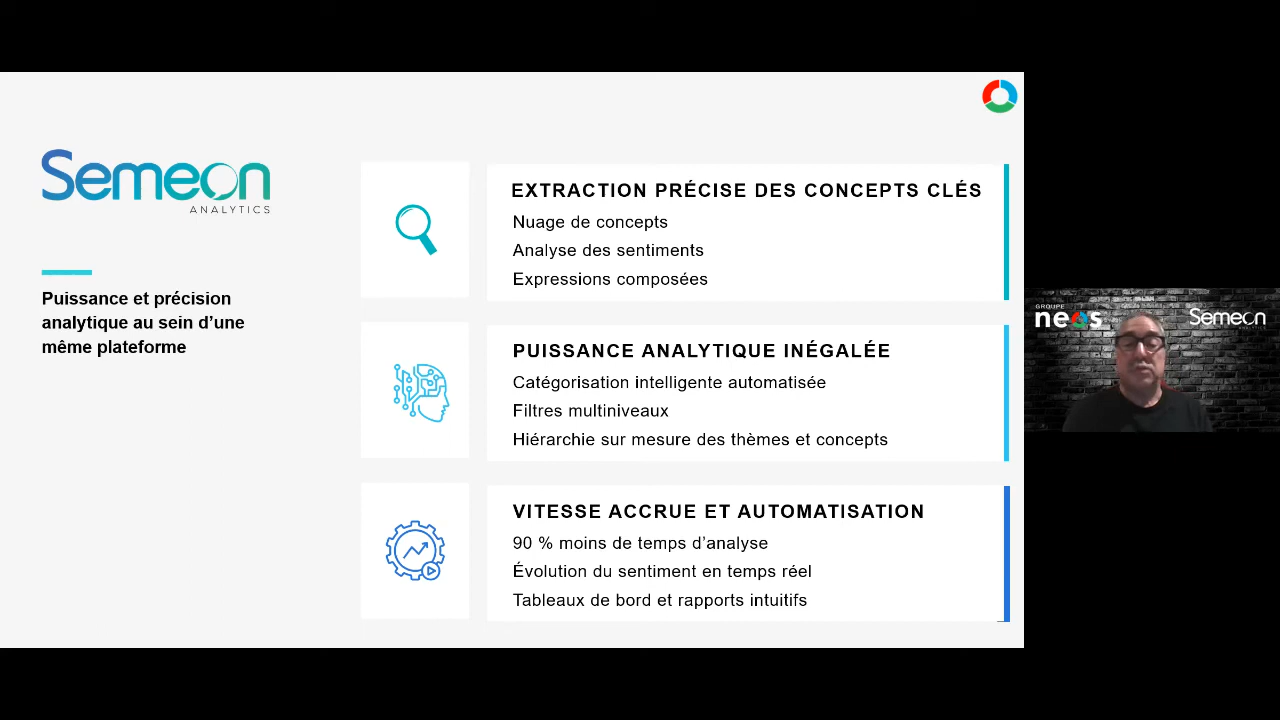 Semeon
ANALYTICS
Puissance et précision
analytique au sein d’une
même plateforme
EXTRACTION PRÉCISE DES CONCEPTS CLÉS
Nuage de concepts
Analyse des sentiments
Expressions composées
PUISSANCE ANALYTIQUE INÉGALÉE
Catégorisation intelligente automatisée
Filtres multiniveaux
Hiérarchie sur mesure des thèmes et concepts
VITESSE ACCRUE ET AUTOMATISATION
90 % moins de temps d’analyse
Évolution du sentiment en temps réel
Tableaux de bord et rapports intuitifs
GROUPE
neos
Semeon
ANALYTICS